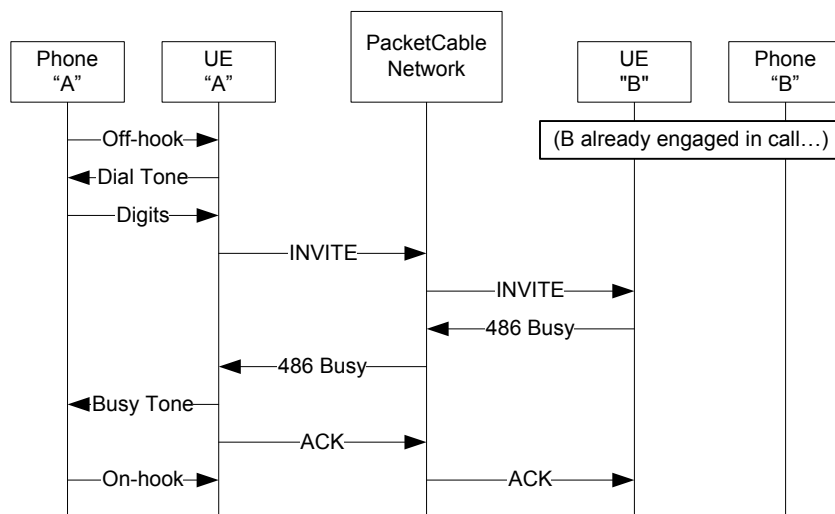 Phone
“A”
UE
“A”
PacketCable
Network
UE
"B"
Phone
“B”
(B already engaged in call…)
Off-hook
Dial Tone
Digits
INVITE
INVITE
486 Busy
486 Busy
Busy Tone
ACK
On-hook
ACK